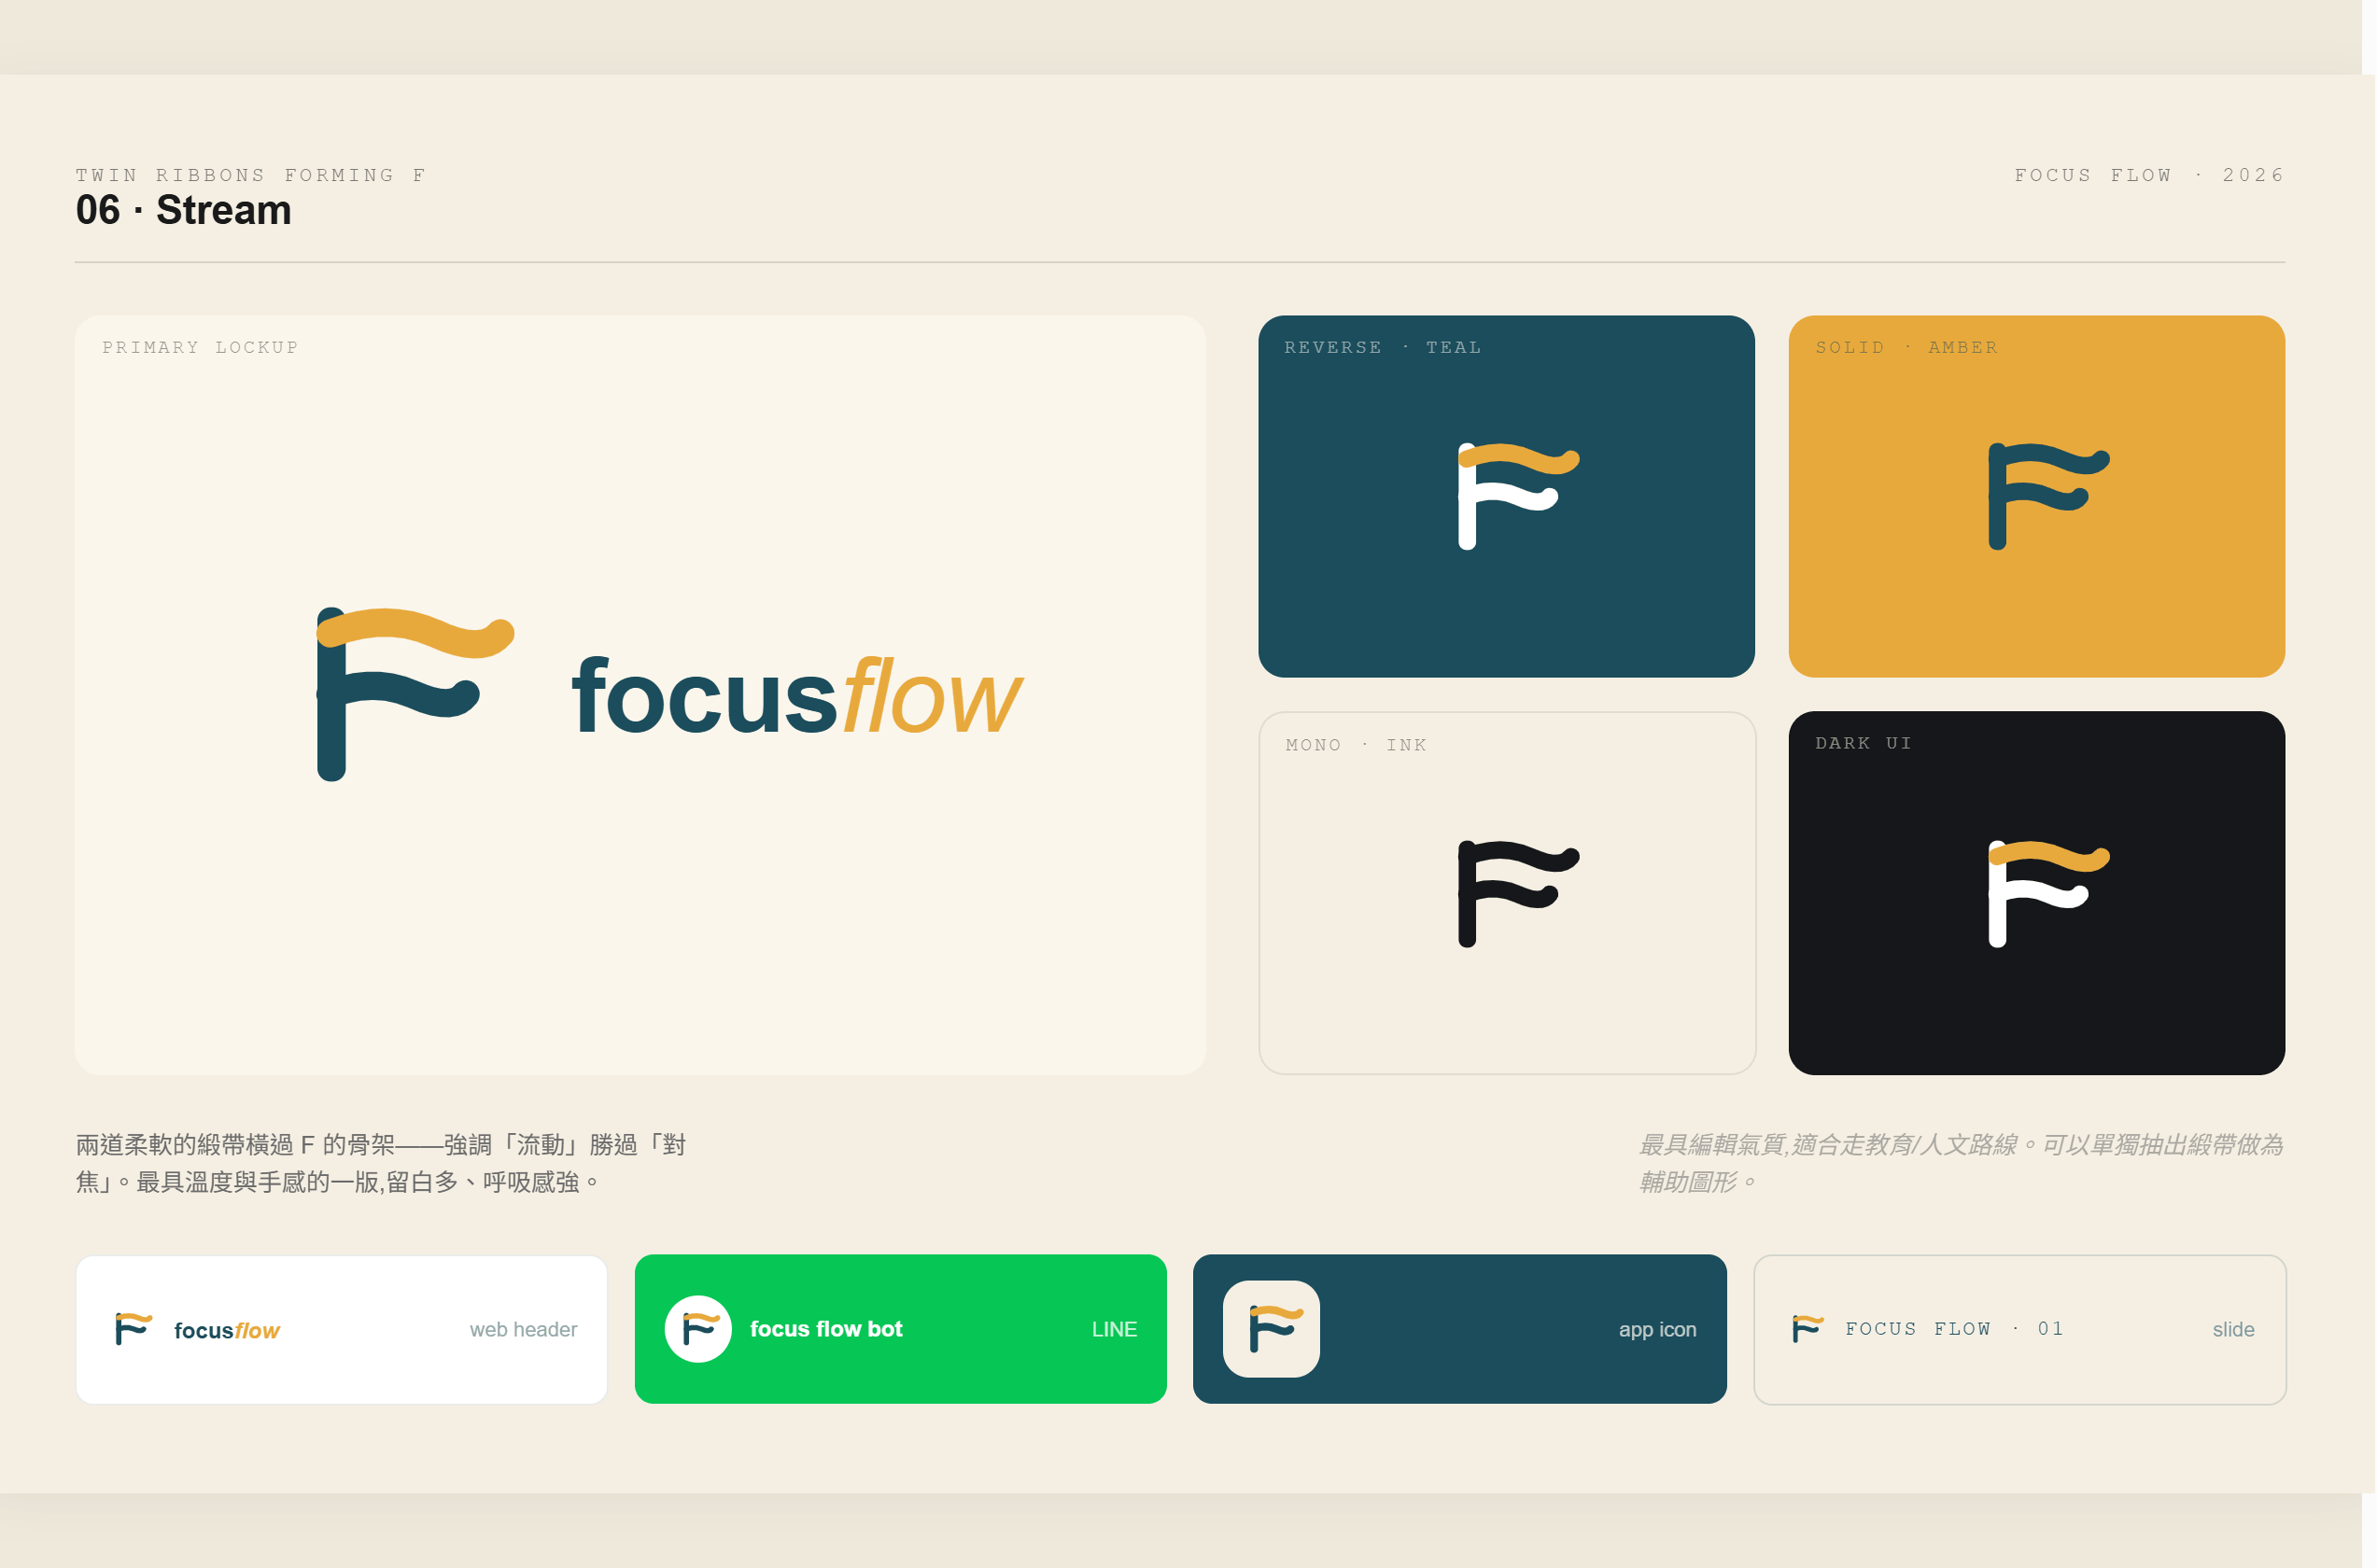 TWIN RIBBONS FORMING F
06 · Stream
FOCUS FLOW · 2026
PRIMARY LOCKUP
focusflow
REVERSE · TEAL
SOLID · AMBER
MONO · INK
DARK UI
兩道柔軟的緞帶橫過 F 的骨架——強調「流動」勝過「對
焦」。最具溫度與手感的一版,留白多、呼吸感強。
最具編輯氣質,適合走教育/人文路線。可以單獨抽出緞帶做為
輔助圖形。
focusflow
web header
focus flow bot
LINE
app icon
FOCUS FLOW · 01
slide